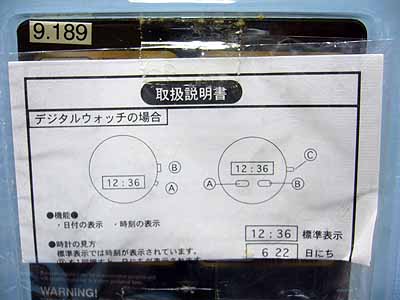 9.189
取扱説明書
デジタルウォッチの場合
12:36
B
A
12:36
C
A
B
●機能●
・日付の表示 ・時刻の表示
12:36 標準表示
6 22 日にち
●時計の見方
標準表示では時刻が表示されています。
WARNING!